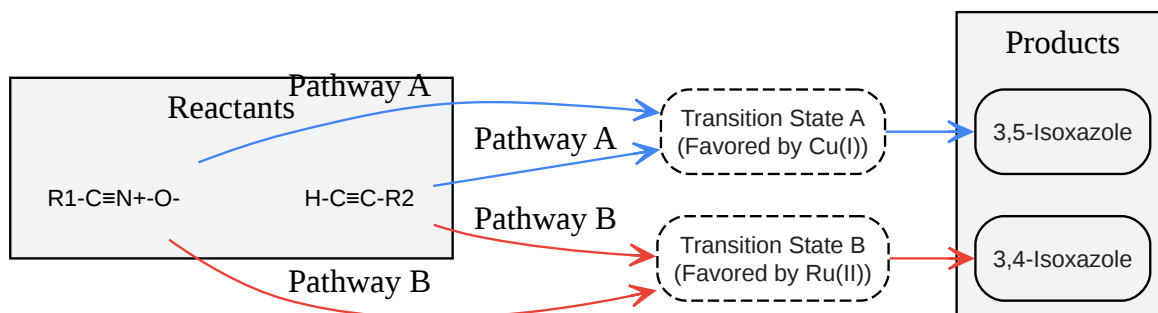 Products
Reactants
Pathway A
Transition State A
(Favored by Cu(I))
3,5-Isoxazole
Pathway A
R1-C≡N+-O-
H-C≡C-R2
Pathway B
Transition State B
(Favored by Ru(II))
3,4-Isoxazole
Pathway B